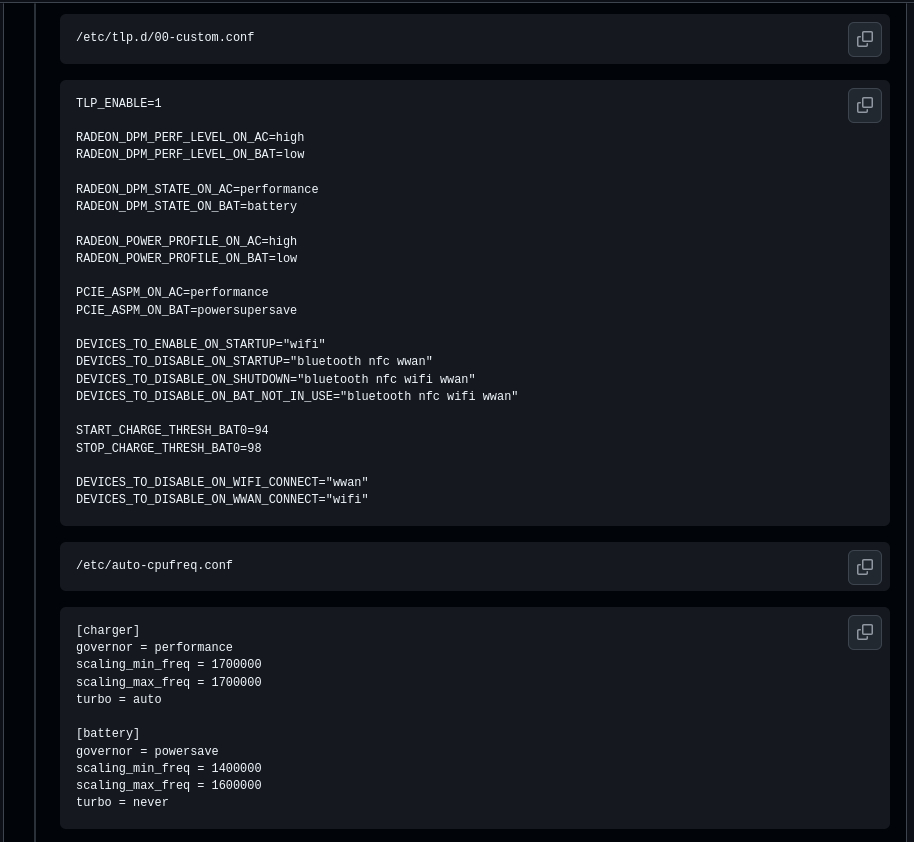 /etc/tlp.d/00-custom.conf
TLP_ENABLE=1
RADEON_DPM_PERF_LEVEL_ON_AC=high
RADEON_DPM_PERF_LEVEL_ON_BAT=low
RADEON_DPM_STATE_ON_AC=performance
RADEON_DPM_STATE_ON_BAT=battery
RADEON_POWER_PROFILE_ON_AC=high
RADEON_POWER_PROFILE_ON_BAT=low
PCIE_ASPM_ON_AC=performance
PCIE_ASPM_ON_BAT=powersupersave
DEVICES_TO_ENABLE_ON_STARTUP="wifi"
DEVICES_TO_DISABLE_ON_STARTUP="bluetooth nfc wwan"
DEVICES_TO_DISABLE_ON_SHUTDOWN="bluetooth nfc wifi wwan"
DEVICES_TO_DISABLE_ON_BAT_NOT_IN_USE="bluetooth nfc wifi wwan"
START_CHARGE_THRESH_BAT0=94
STOP_CHARGE_THRESH_BAT0=98
DEVICES_TO_DISABLE_ON_WIFI_CONNECT="wwan"
DEVICES_TO_DISABLE_ON_WWAN_CONNECT="wifi"
/etc/auto-cpufreq.conf
[charger]
governor = performance
scaling_min_freq = 1700000
scaling_max_freq = 1700000
turbo = auto
[battery]
governor = powersave
scaling_min_freq = 1400000
scaling_max_freq = 1600000
turbo = never